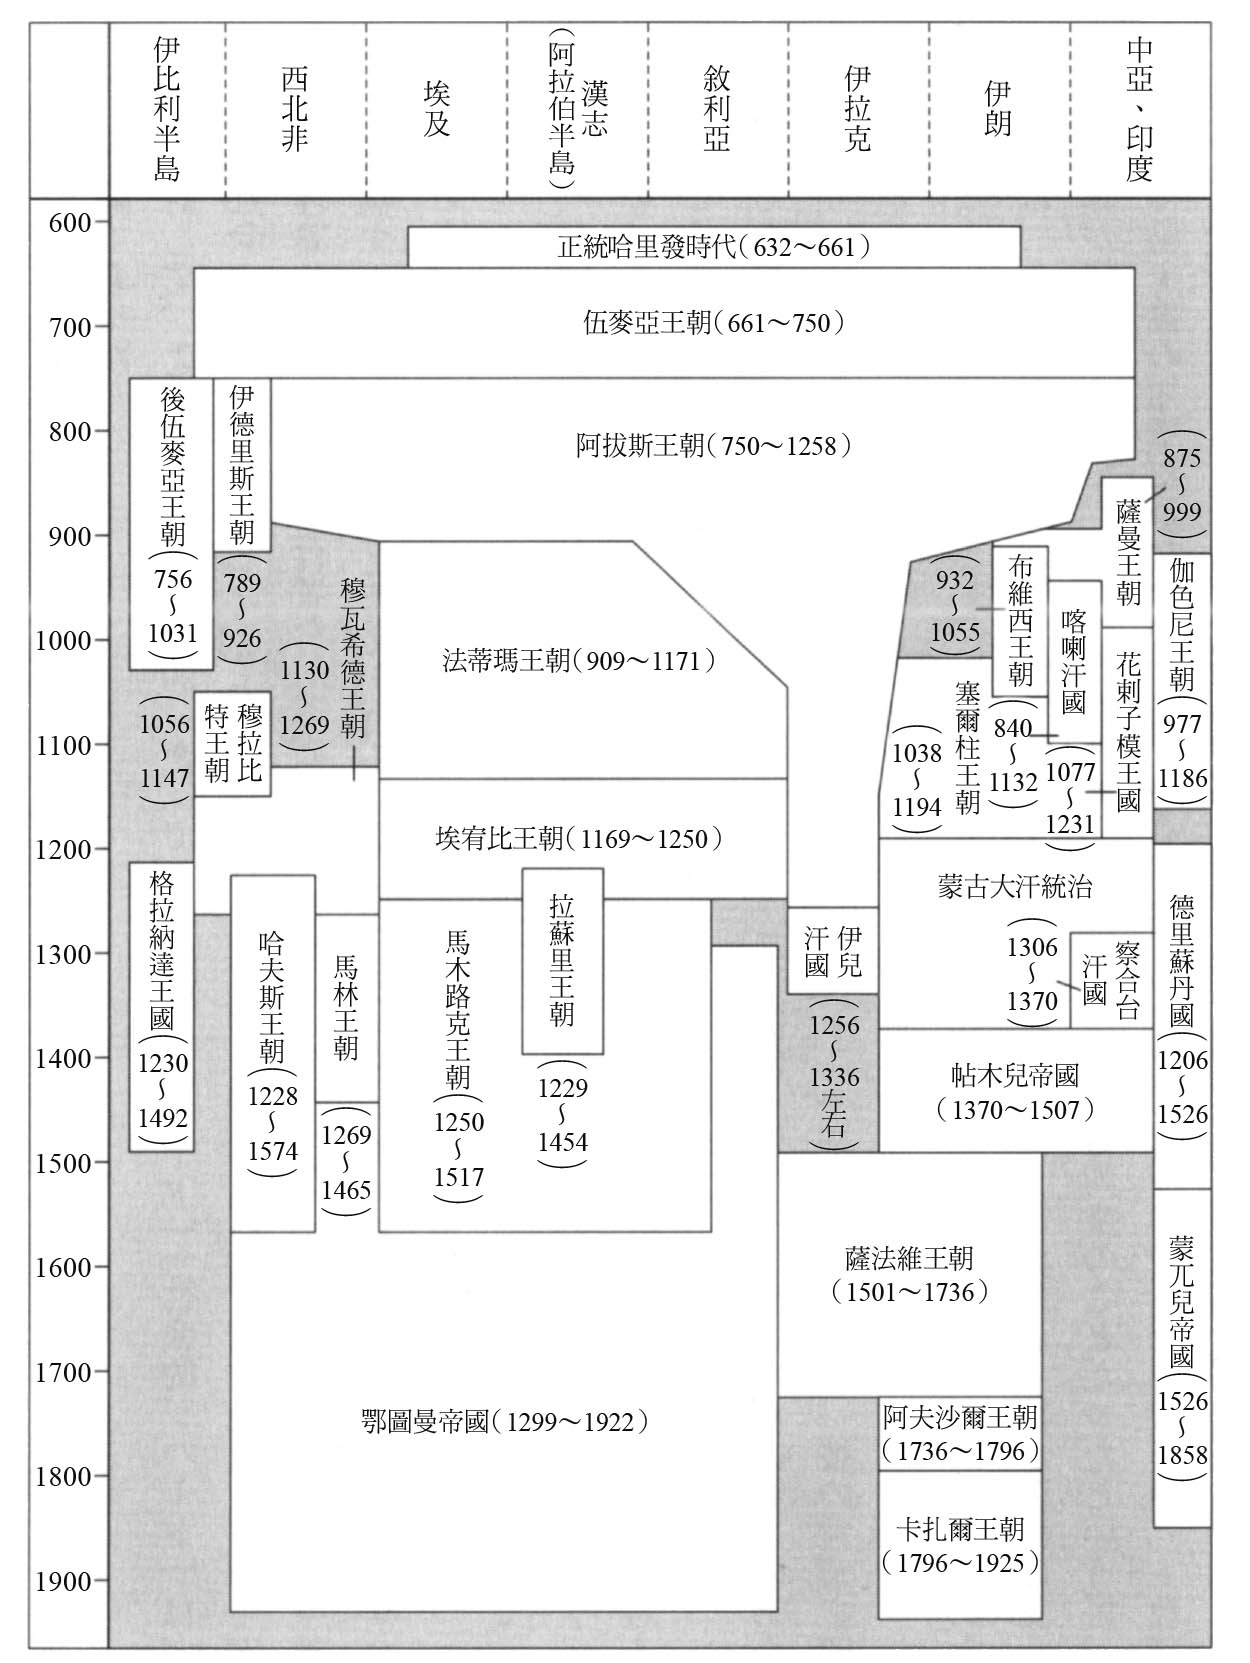 伊比利半島
西北非
埃及
漢志
（阿拉伯半島）
敘利亞
伊拉克
伊朗
中亞、印度
600
700
800
900
1000
1100
1200
1300
1400
1500
1600
1700
1800
1900
正統哈里發時代（632～661）
伍麥亞王朝（661～750）
阿拔斯王朝（750～1258）
後伍麥亞王朝（756～1031）
伊德里斯王朝
（789～926）
穆拉比
特王朝
（1056～1147）
穆瓦希德王朝
（1130～1269）
法蒂瑪王朝（909～1171）
埃宥比王朝（1169～1250）
薩曼王朝
（875～999）
布維西王朝
（932～1055）
喀喇汗國
（840～1132）
塞爾柱王朝
（1038～1194）
花剌子模王國
（1077～1231）
伽色尼王朝（977～1186）
格拉納達王國（1230～1492）
哈夫斯王朝（1228～1574）
馬林王朝
（1269～1465）
馬木路克王朝（1250～1517）
拉蘇里王朝
（1229～1454）
伊兒
汗國
（1256～1336左右）
蒙古大汗統治
察合台
汗國
（1306～1370）
帖木兒帝國
（1370～1507）
德里蘇丹國（1206～1526）
薩法維王朝
（1501～1736）
蒙兀兒帝國（1526～1858）
鄂圖曼帝國（1299～1922）
阿夫沙爾王朝
（1736～1796）
卡扎爾王朝
（1796～1925）